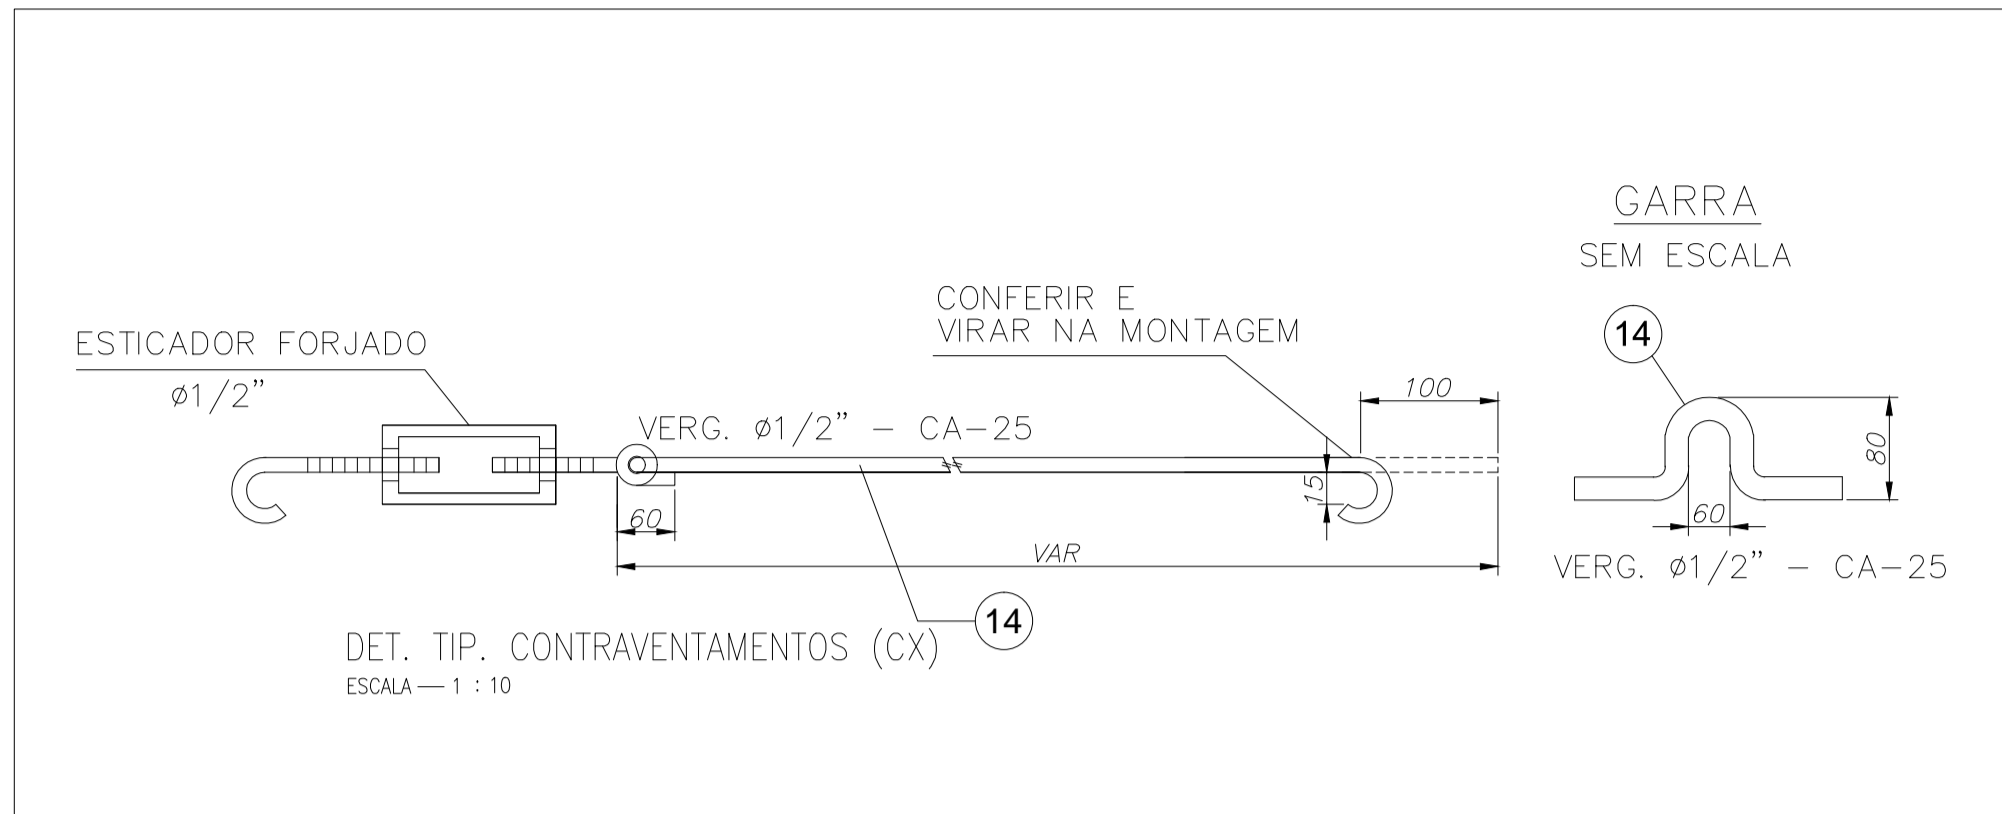 GARRA
SEM ESCALA
CONFERIR E
VIRAR NA MONTAGEM
14
ESTICADOR FORJADO
ø1/2”
100
VERG. ø1/2” – CA–25
80
15
60
60
VAR
VERG. ø1/2” – CA–25
14
DET. TIP. CONTRAVENTAMENTOS (CX)
ESCALA — 1 : 10